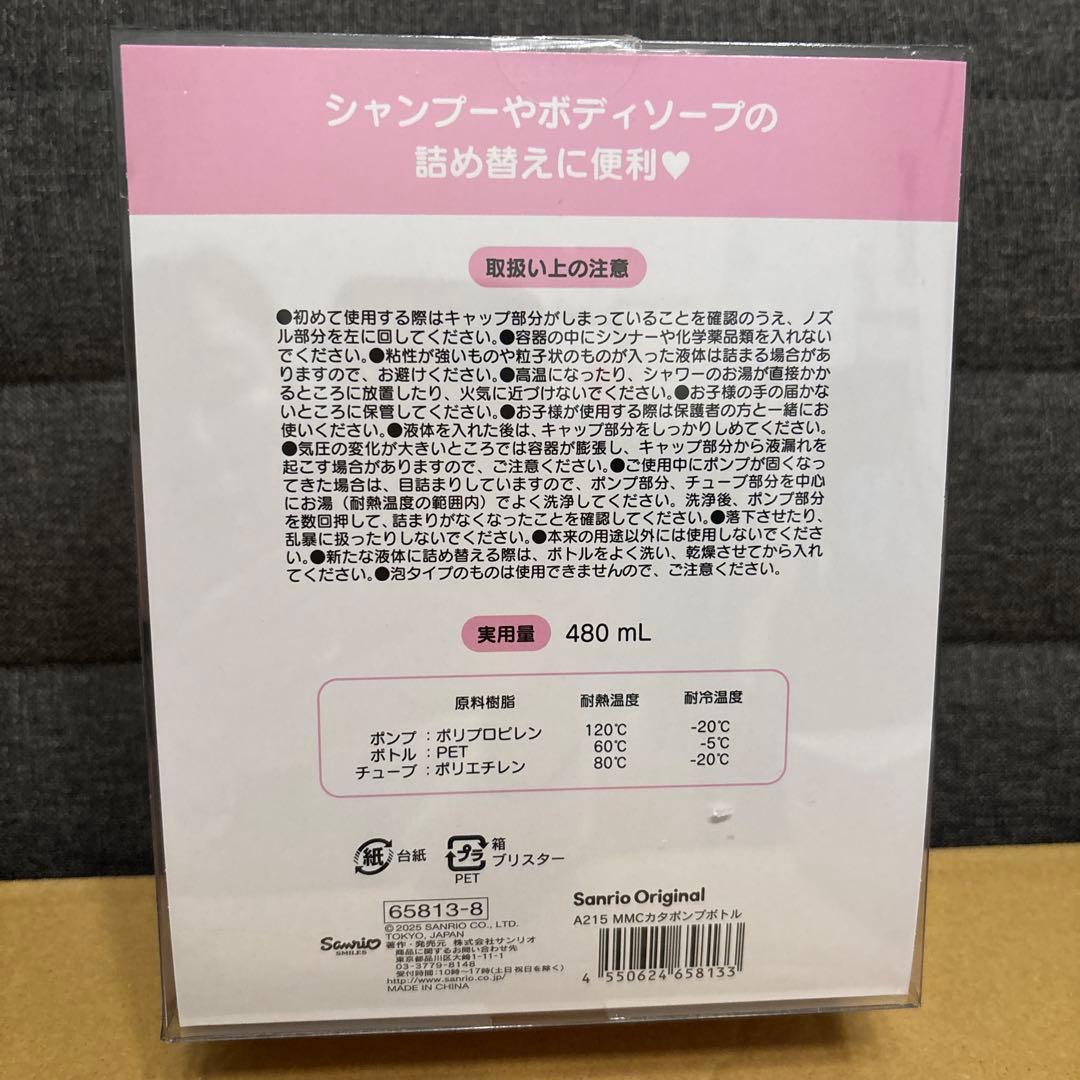 シャンプーやボディソープの
詰め替えに便利♥
取扱い上の注意
●初めて使用する際はキャップ部分がしまっていることを確認のうえ、ノズ
ル部分を左に回してください。●容器の中にシンナーや化学薬品類を入れない
でください。●粘性が強いものや粒子状のものが入った液体は詰まる場合があ
りますので、お避けください。●高温になったり、シャワーのお湯が直接かか
るところに放置したり、火気に近づけないでください。●お子様の手の届かな
いところに保管してください。●お子様が使用する際は保護者の方と一緒にお
使いください。●液体を入れた後は、キャップ部分をしっかりしめてください。
●気圧の変化が大きいところでは容器が膨張し、キャップ部分から液漏れを
起こす場合がありますので、ご注意ください。●ご使用中にポンプが固くなっ
てきた場合は、目詰まりしていますので、ポンプ部分、チューブ部分を中心
にお湯（耐熱温度の範囲内）でよく洗浄してください。洗浄後、ポンプ部分
を数回押して、詰まりがなくなったことを確認してください。●落下させたり、
乱暴に扱ったりしないでください。●本来の用途以外には使用しないでくださ
い。●新たな液体に詰め替える際は、ボトルをよく洗い、乾燥させてから入れ
てください。●泡タイプのものは使用できませんので、ご注意ください。
実用量 480 mL
原料樹脂 耐熱温度 耐冷温度
ポンプ：ポリプロピレン 120℃ -20℃
ボトル：PET 60℃ -5℃
チューブ：ポリエチレン 80℃ -20℃
紙 台紙
プラ 箱
ブリスター
PET
65813-8
©2025 SANRIO CO., LTD.
TOKYO, JAPAN
Sanrio
SMILES
著作・発売元 株式会社サンリオ
商品に関するお問い合わせ先
東京都品川区大崎1-11-1
03-3779-8148
受付時間:10時〜17時(土日祝日を除く)
http://www.sanrio.co.jp/
MADE IN CHINA
Sanrio Original
A215 MMCカタポンプボトル
4 550624 658133